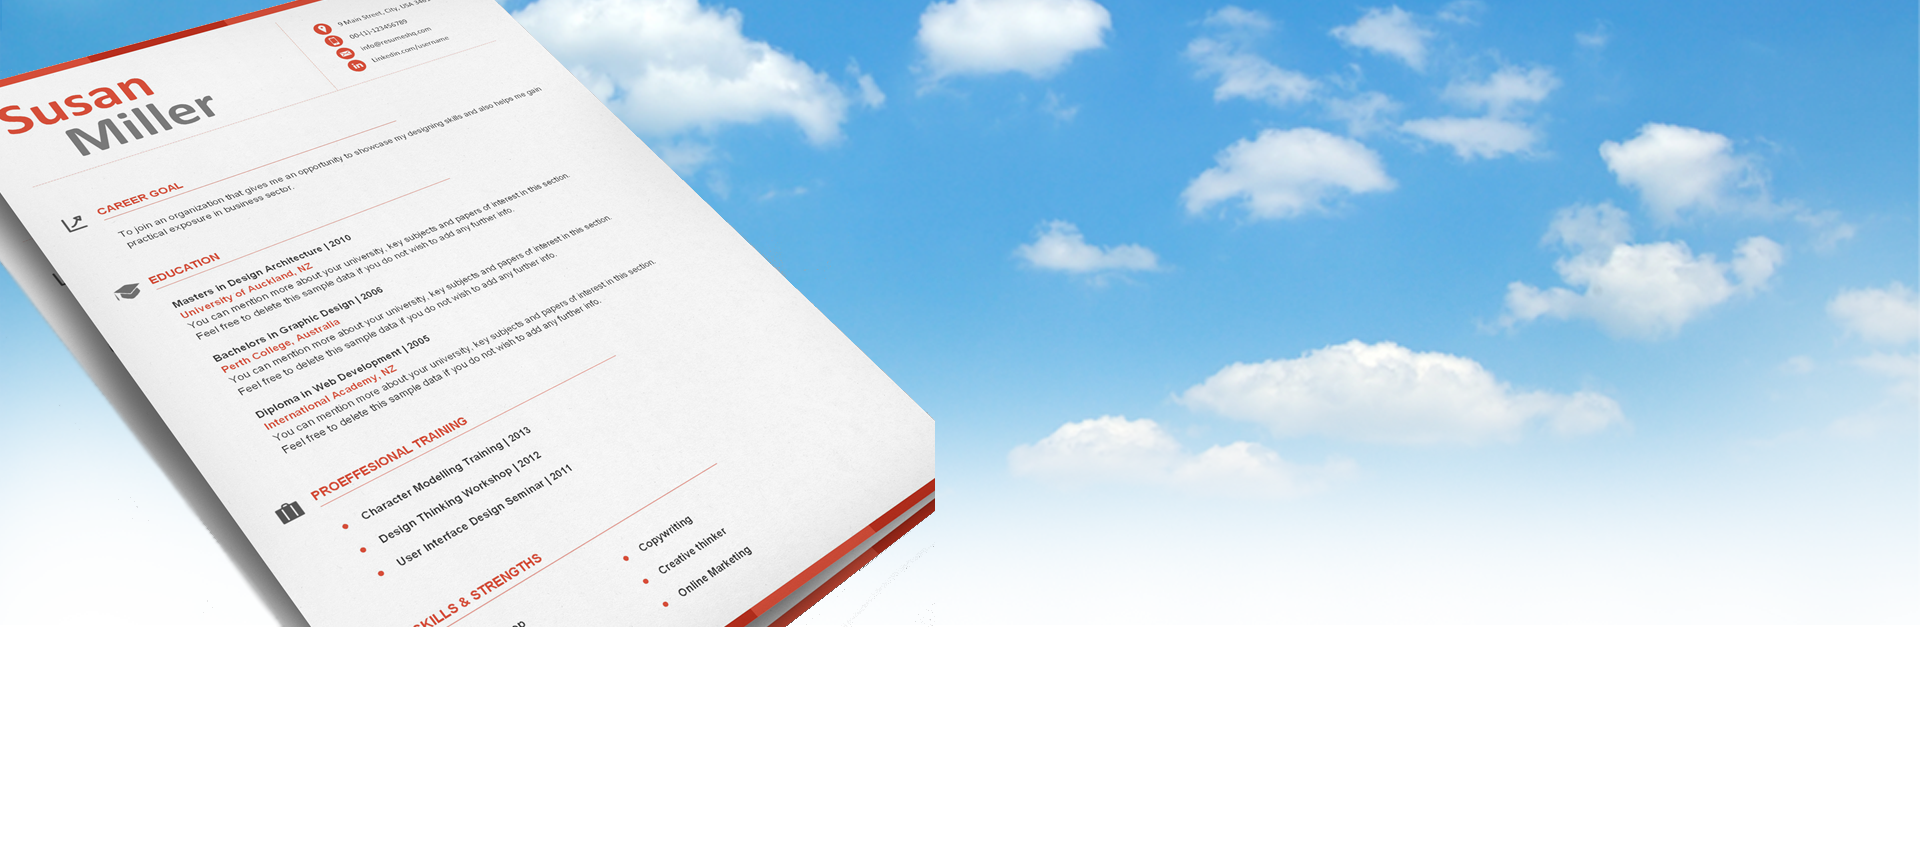 Susan
Miller
9 Main Street, City, USA
00-(1)-123456789
info@resumeshq.com
Linkedin.com/username
CAREER GOAL
To join an organization that gives me an opportunity to showcase my designing skills and also helps me gain
practical exposure in business sector.
EDUCATION
Masters in Design Architecture | 2010
University of Auckland, NZ
You can mention more about your university, key subjects and papers of interest in this section.
Feel free to delete this sample data if you do not wish to add any further info.
Bachelors in Graphic Design | 2006
Perth College, Australia
You can mention more about your university, key subjects and papers of interest in this section.
Feel free to delete this sample data if you do not wish to add any further info.
Diploma in Web Development | 2005
International Academy, NZ
You can mention more about your university, key subjects and papers of interest in this section.
Feel free to delete this sample data if you do not wish to add any further info.
PROEFFESIONAL TRAINING
Character Modelling Training | 2013
Design Thinking Workshop | 2012
User Interface Design Seminar | 2011
SKILLS & STRENGTHS
Copywriting
Creative thinker
Online Marketing